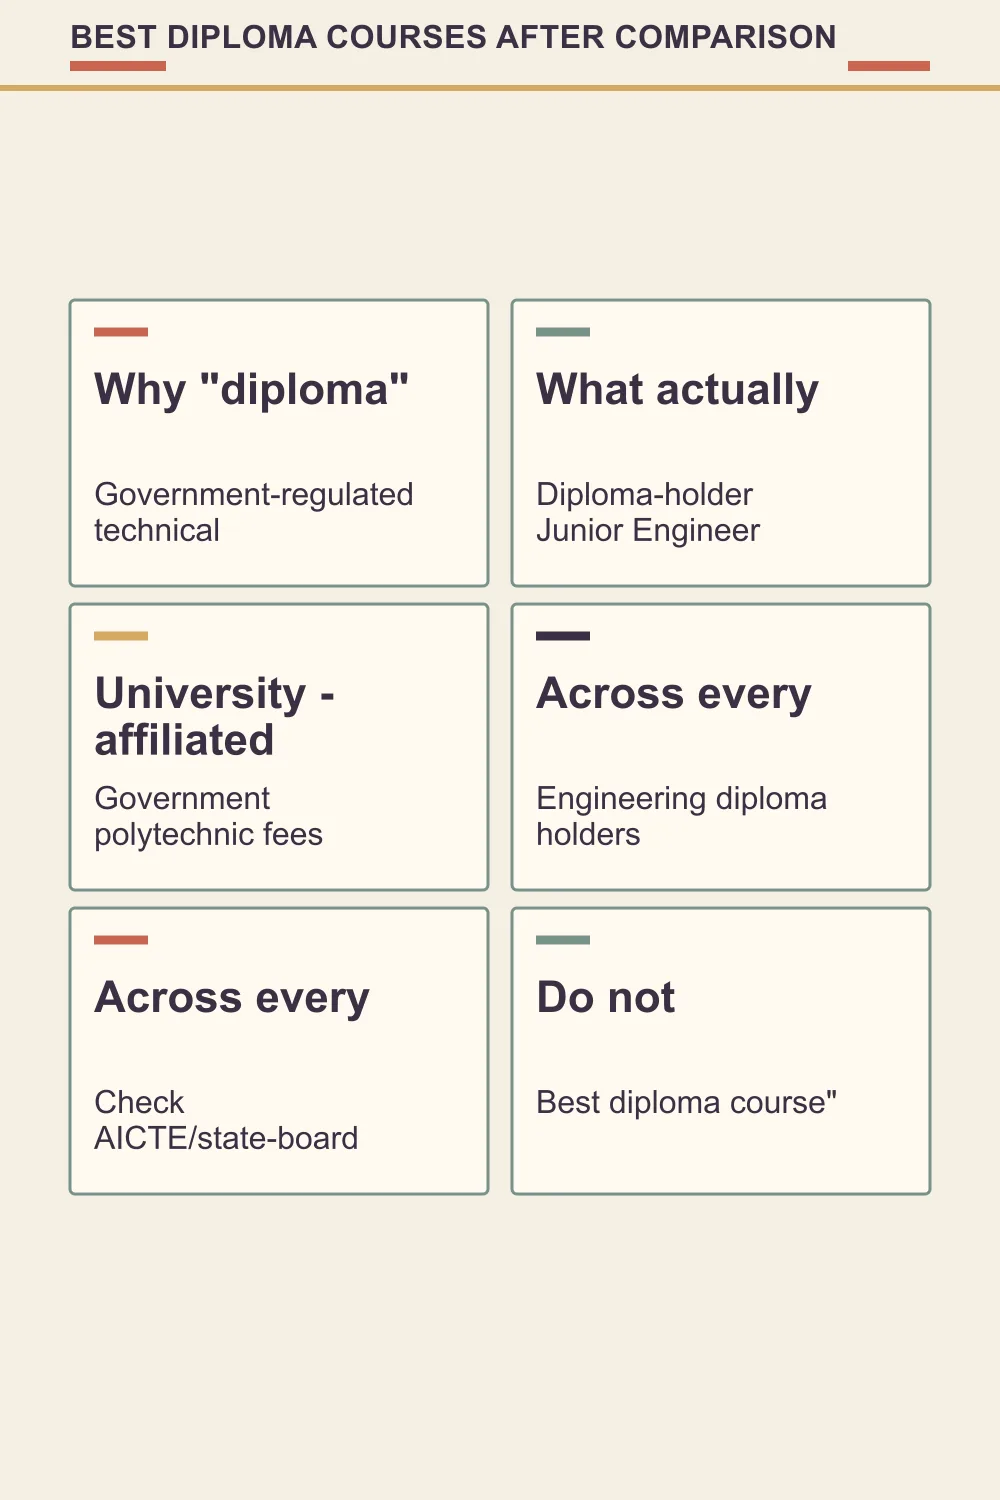 BEST DIPLOMA COURSES AFTER COMPARISON
Why "diploma"
Government-regulated
technical
What actually
Diploma-holder
Junior Engineer
University -
affiliated
Government
polytechnic fees
Across every
Engineering diploma
holders
Across every
Check
AICTE/state-board
Do not
Best diploma course"